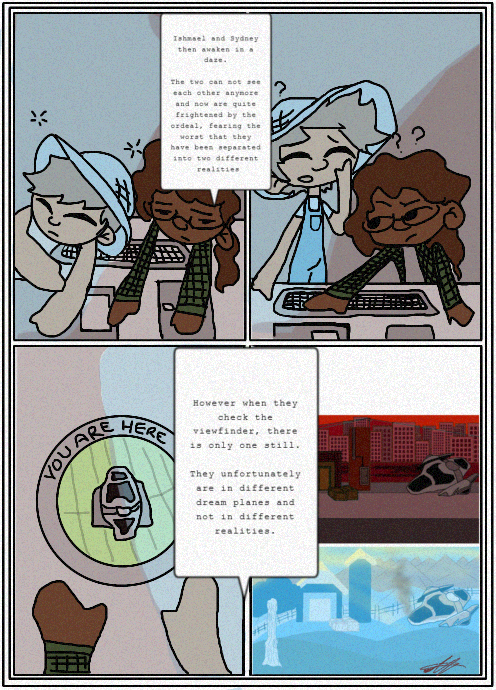 Ishmael and Sydney
then awaken in a
daze.
The two can not see
each other anymore
and now are quite
frightened by the
ordeal, fearing the
worst that they
have been separated
into two different
realities
?
? ?
YOU ARE HERE
However when they
check the
viewfinder, there
is only one still.
They unfortunately
are in different
dream planes and
not in different
realities.